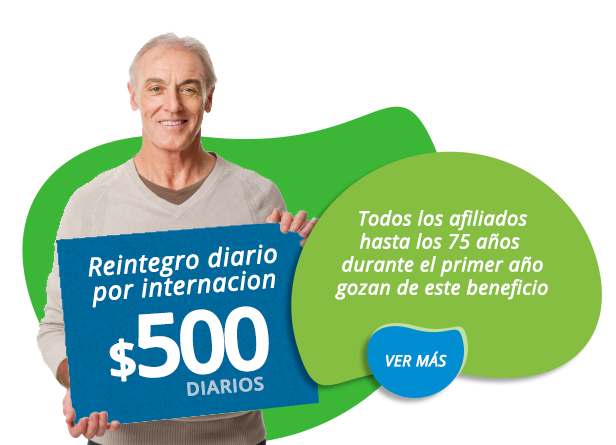 Reintegro diario
por internacion
$500
DIARIOS
Todos los afiliados
hasta los 75 años
durante el primer año
gozan de este beneficio
VER MÁS